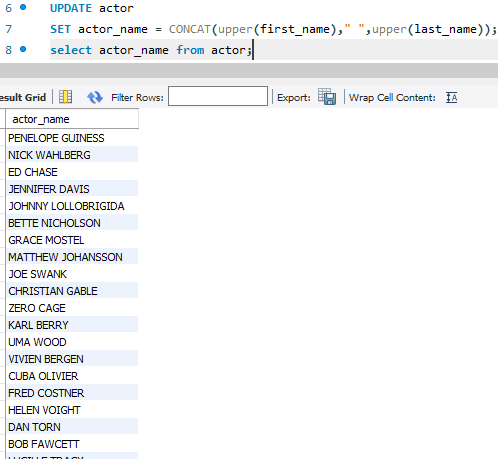 6 UPDATE actor
7 SET actor_name = CONCAT(upper(first_name)," ",upper(last_name));
8 select actor_name from actor;
esult Grid Filter Rows: Export: Wrap Cell Content: IA
actor_name
PENELOPE GUINESS
NICK WAHLBERG
ED CHASE
JENNIFER DAVIS
JOHNNY LOLLOBRIGIDA
BETTE NICHOLSON
GRACE MOSTEL
MATTHEW JOHANSSON
JOE SWANK
CHRISTIAN GABLE
ZERO CAGE
KARL BERRY
UMA WOOD
VIVIEN BERGEN
CUBA OLIVIER
FRED COSTNER
HELEN VOIGHT
DAN TORN
BOB FAWCETT